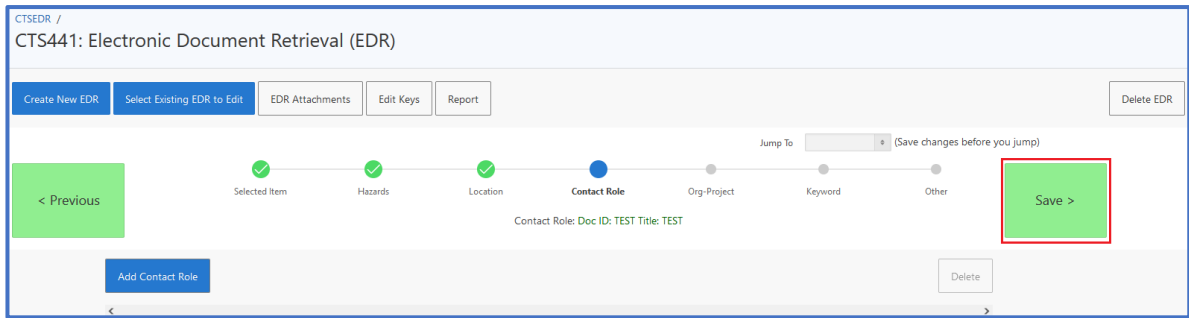 CTSEDR /
CTS441: Electronic Document Retrieval (EDR)
Create New EDR Select Existing EDR to Edit EDR Attachments Edit Keys Report Delete EDR
Jump To (Save changes before you jump)
< Previous
Selected Item Hazards Location Contact Role Org-Project Keyword Other
Save >
Contact Role: Doc ID: TEST Title: TEST
Add Contact Role Delete